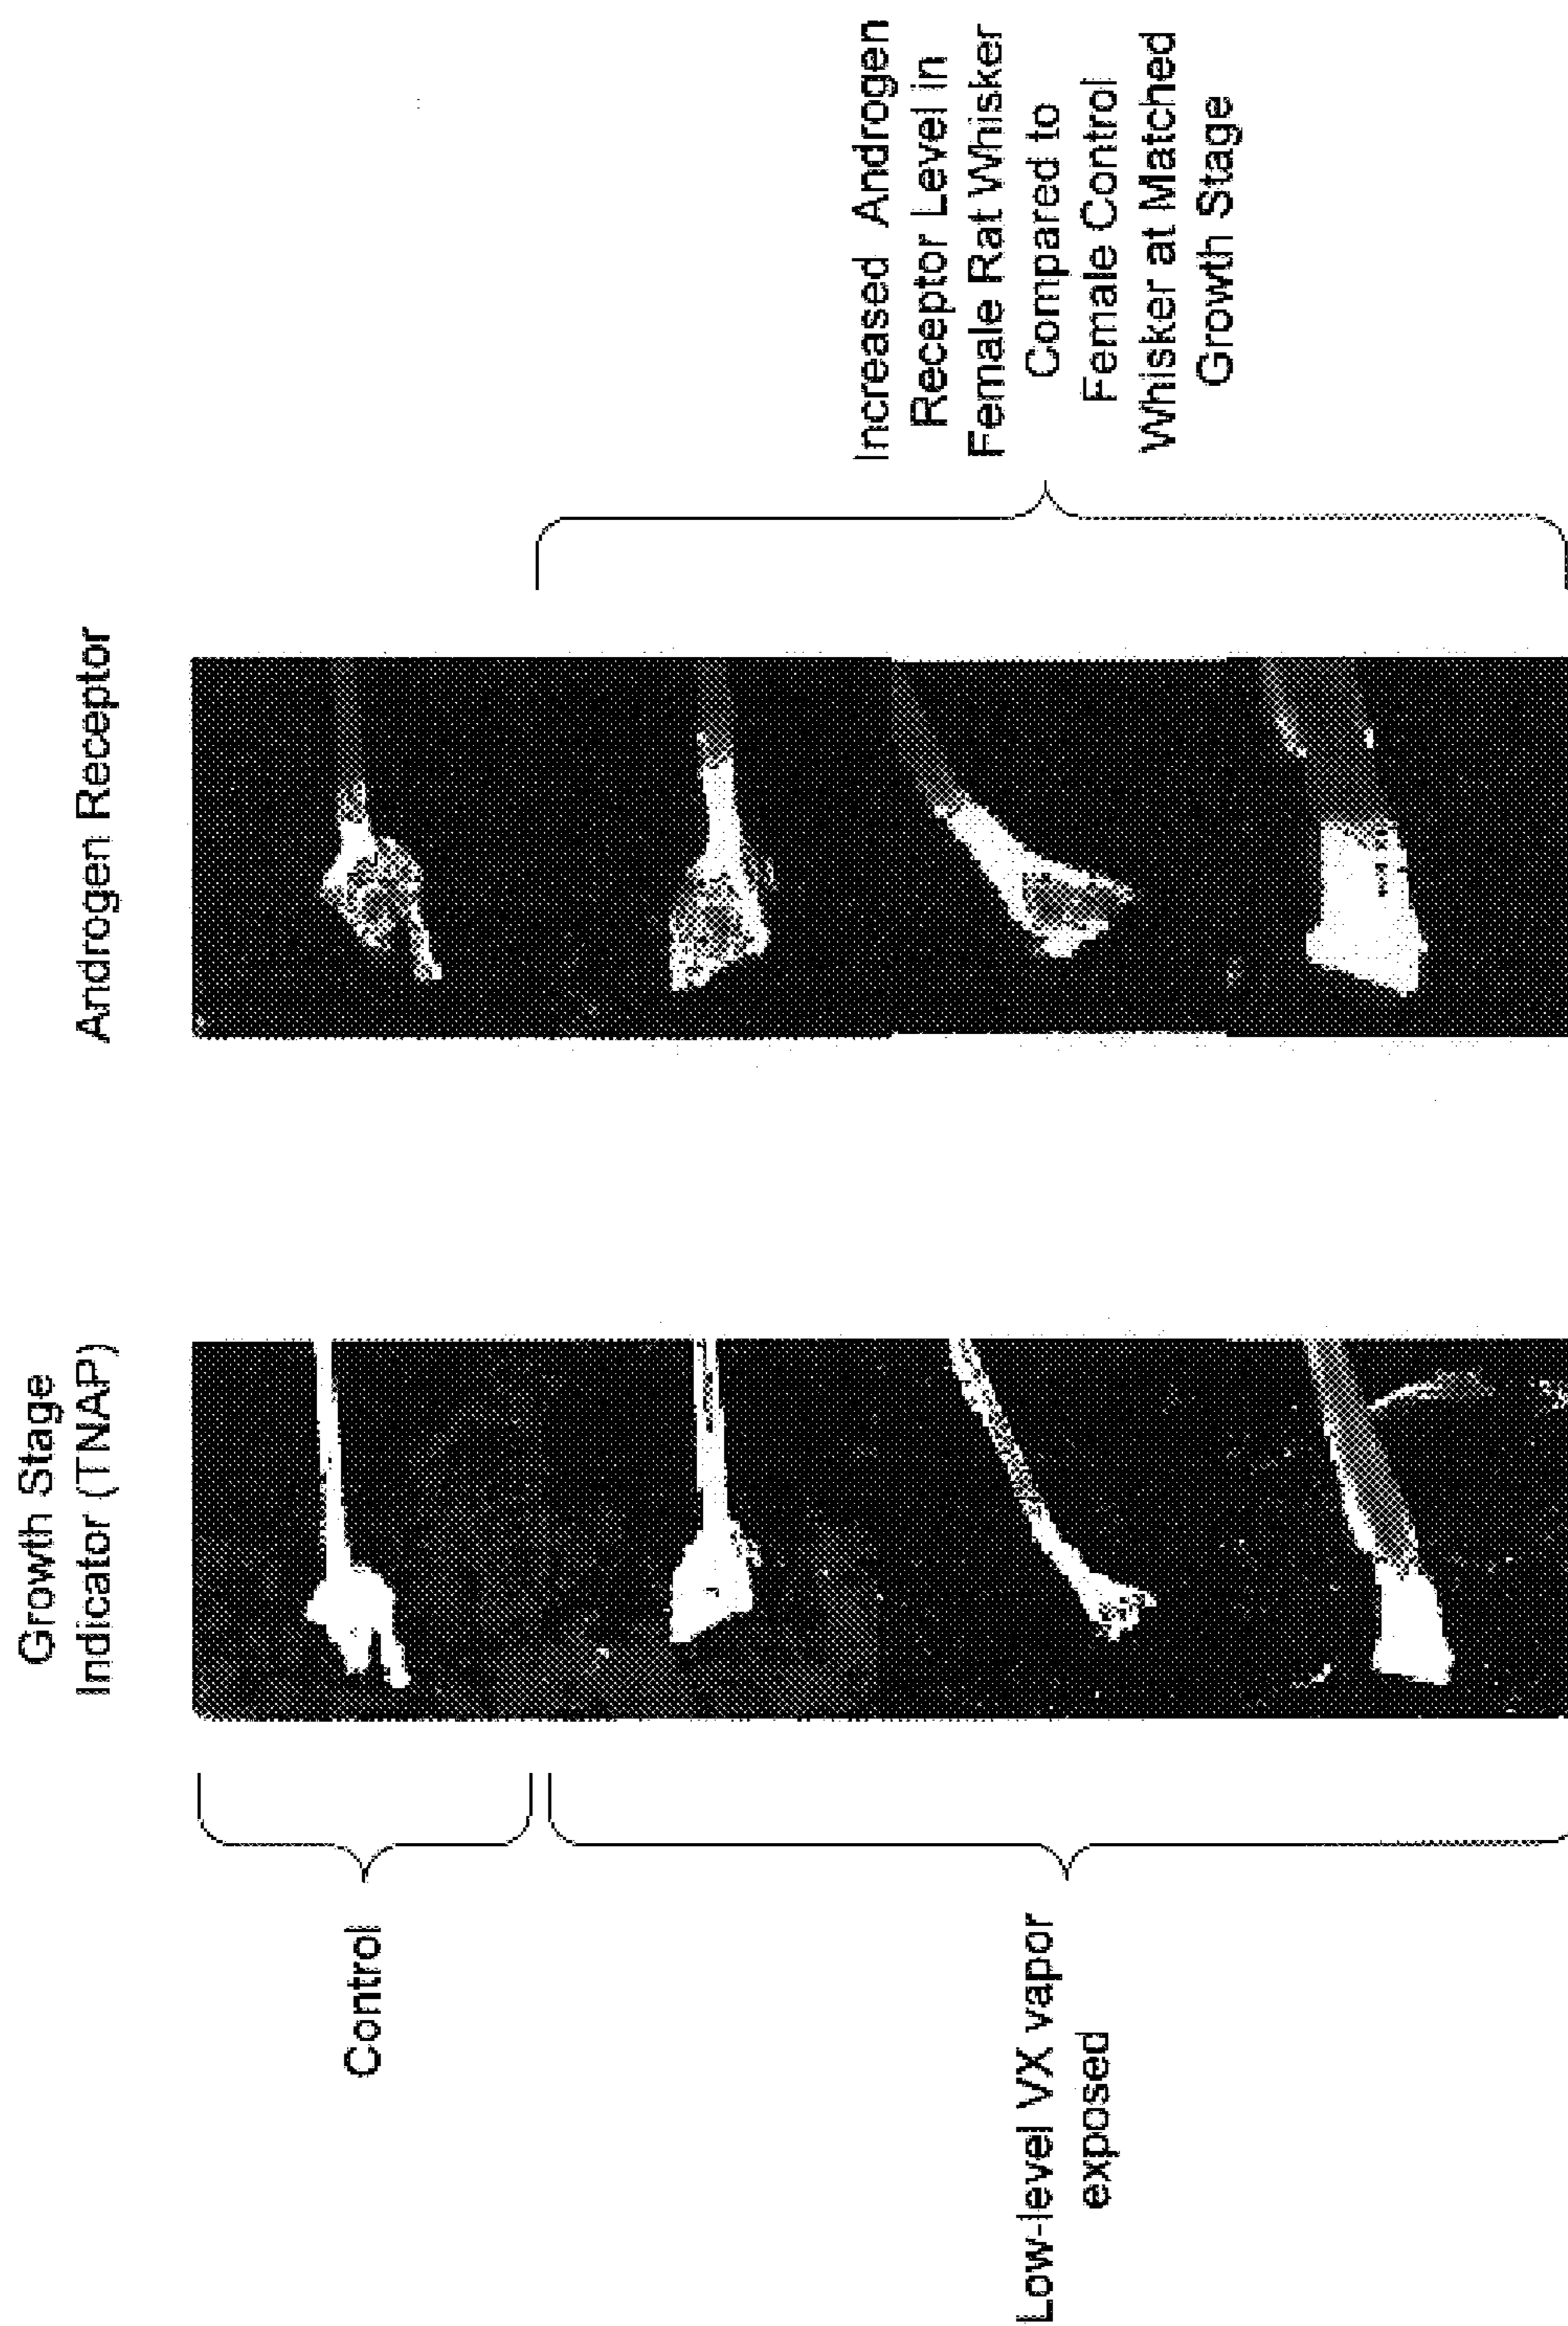 Growth Stage
Indicator (TNAP)
Androgen Receptor
Control
Low-level VX vapor
exposed
Increased Androgen
Receptor Level in
Female Rat Whisker
Compared to
Female Control
Whisker at Matched
Growth Stage